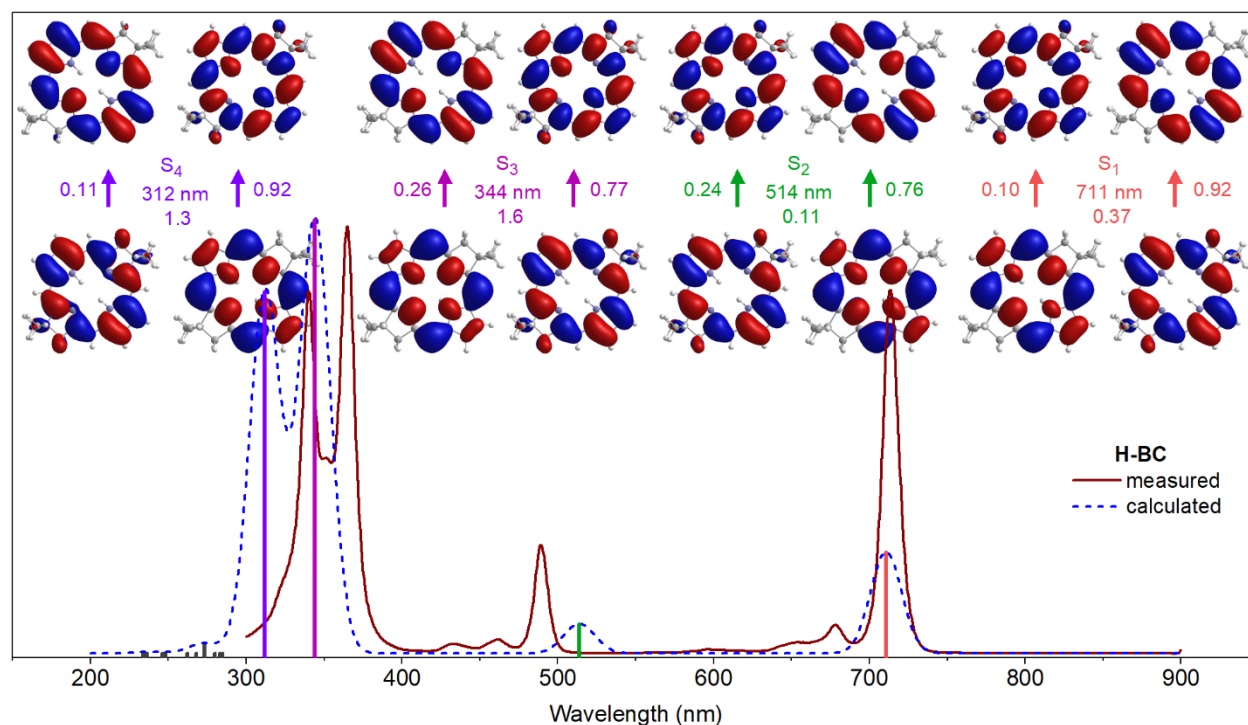 S4
0.11 312 nm 0.92
1.3
S3
0.26 344 nm 0.77
1.6
S2
0.24 514 nm 0.76
0.11
S1
0.10 711 nm 0.92
0.37
H-BC
measured
calculated
200 300 400 500 600 700 800 900
Wavelength (nm)